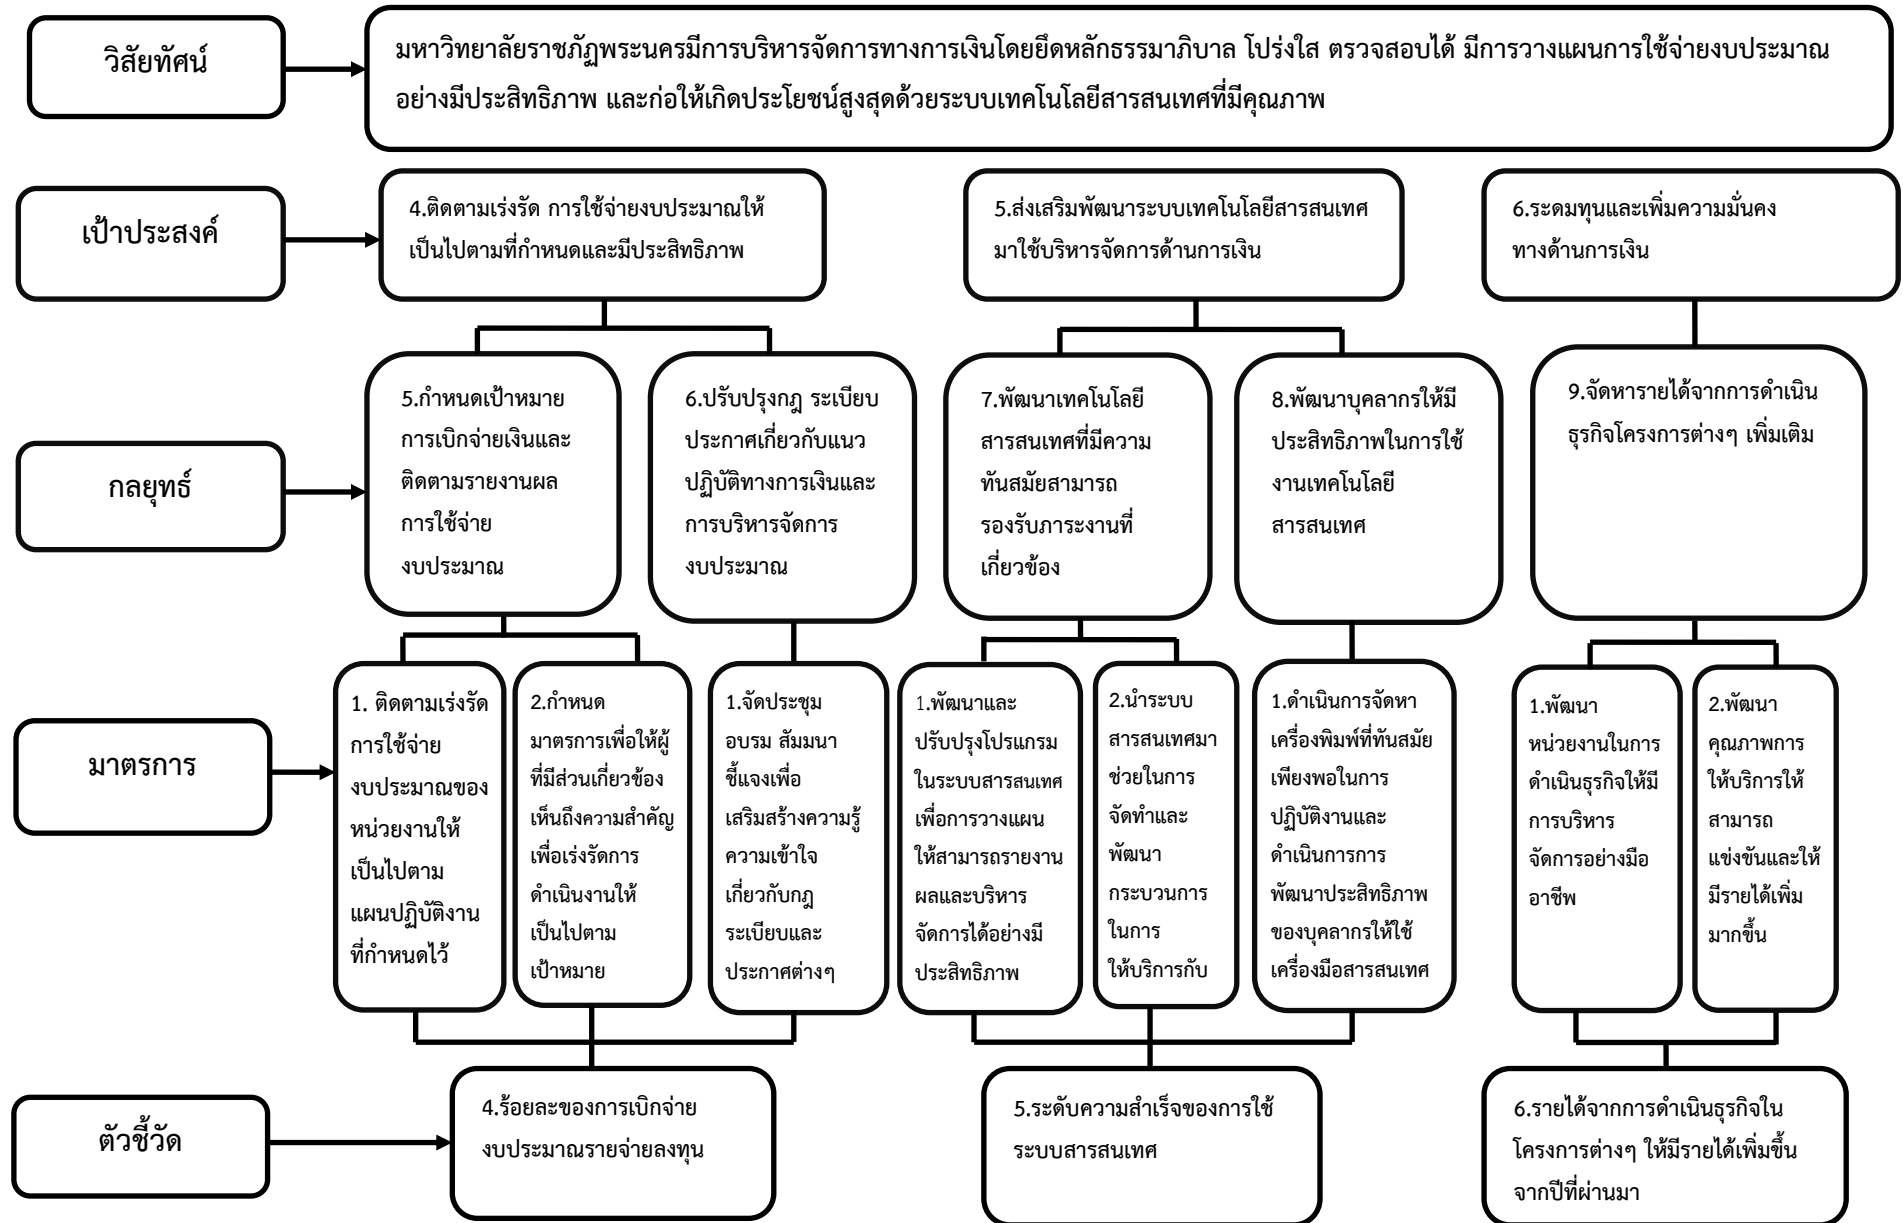 วิสัยทัศน์
มหาวิทยาลัยราชภัฏพระนครมีการบริหารจัดการทางการเงินโดยยึดหลักธรรมาภิบาล โปร่งใส ตรวจสอบได้ มีการวางแผนการใช้จ่ายงบประมาณ
อย่างมีประสิทธิภาพ และก่อให้เกิดประโยชน์สูงสุดด้วยระบบเทคโนโลยีสารสนเทศที่มีคุณภาพ
เป้าประสงค์
4.ติดตามเร่งรัด การใช้จ่ายงบประมาณให้
เป็นไปตามที่กำหนดและมีประสิทธิภาพ
5.ส่งเสริมพัฒนาระบบเทคโนโลยีสารสนเทศ
มาใช้บริหารจัดการด้านการเงิน
6.ระดมทุนและเพิ่มความมั่นคง
ทางด้านการเงิน
กลยุทธ์
5.กำหนดเป้าหมาย
การเบิกจ่ายเงินและ
ติดตามรายงานผล
การใช้จ่าย
งบประมาณ
6.ปรับปรุงกฎ ระเบียบ
ประกาศเกี่ยวกับแนว
ปฏิบัติทางการเงินและ
การบริหารจัดการ
งบประมาณ
7.พัฒนาเทคโนโลยี
สารสนเทศที่มีความ
ทันสมัยสามารถ
รองรับภาระงานที่
เกี่ยวข้อง
8.พัฒนาบุคลากรให้มี
ประสิทธิภาพในการใช้
งานเทคโนโลยี
สารสนเทศ
9.จัดหารายได้จากการดำเนิน
ธุรกิจโครงการต่างๆ เพิ่มเติม
มาตรการ
1. ติดตามเร่งรัด
การใช้จ่าย
งบประมาณของ
หน่วยงานให้
เป็นไปตาม
แผนปฏิบัติงาน
ที่กำหนดไว้
2.กำหนด
มาตรการเพื่อให้ผู้
ที่มีส่วนเกี่ยวข้อง
เห็นถึงความสำคัญ
เพื่อเร่งรัดการ
ดำเนินงานให้
เป็นไปตาม
เป้าหมาย
1.จัดประชุม
อบรม สัมมนา
ชี้แจงเพื่อ
เสริมสร้างความรู้
ความเข้าใจ
เกี่ยวกับกฎ
ระเบียบและ
ประกาศต่างๆ
1.พัฒนาและ
ปรับปรุงโปรแกรม
ในระบบสารสนเทศ
เพื่อการวางแผน
ให้สามารถรายงาน
ผลและบริหาร
จัดการได้อย่างมี
ประสิทธิภาพ
2.นำระบบ
สารสนเทศมา
ช่วยในการ
จัดทำและ
พัฒนา
กระบวนการ
ในการ
ให้บริการกับ
1.ดำเนินการจัดหา
เครื่องพิมพ์ที่ทันสมัย
เพียงพอในการ
ปฏิบัติงานและ
ดำเนินการการ
พัฒนาประสิทธิภาพ
ของบุคลากรให้ใช้
เครื่องมือสารสนเทศ
1.พัฒนา
หน่วยงานในการ
ดำเนินธุรกิจให้มี
การบริหาร
จัดการอย่างมือ
อาชีพ
2.พัฒนา
คุณภาพการ
ให้บริการให้
สามารถ
แข่งขันและให้
มีรายได้เพิ่ม
มากขึ้น
ตัวชี้วัด
4.ร้อยละของการเบิกจ่าย
งบประมาณรายจ่ายลงทุน
5.ระดับความสำเร็จของการใช้
ระบบสารสนเทศ
6.รายได้จากการดำเนินธุรกิจใน
โครงการต่างๆ ให้มีรายได้เพิ่มขึ้น
จากปีที่ผ่านมา